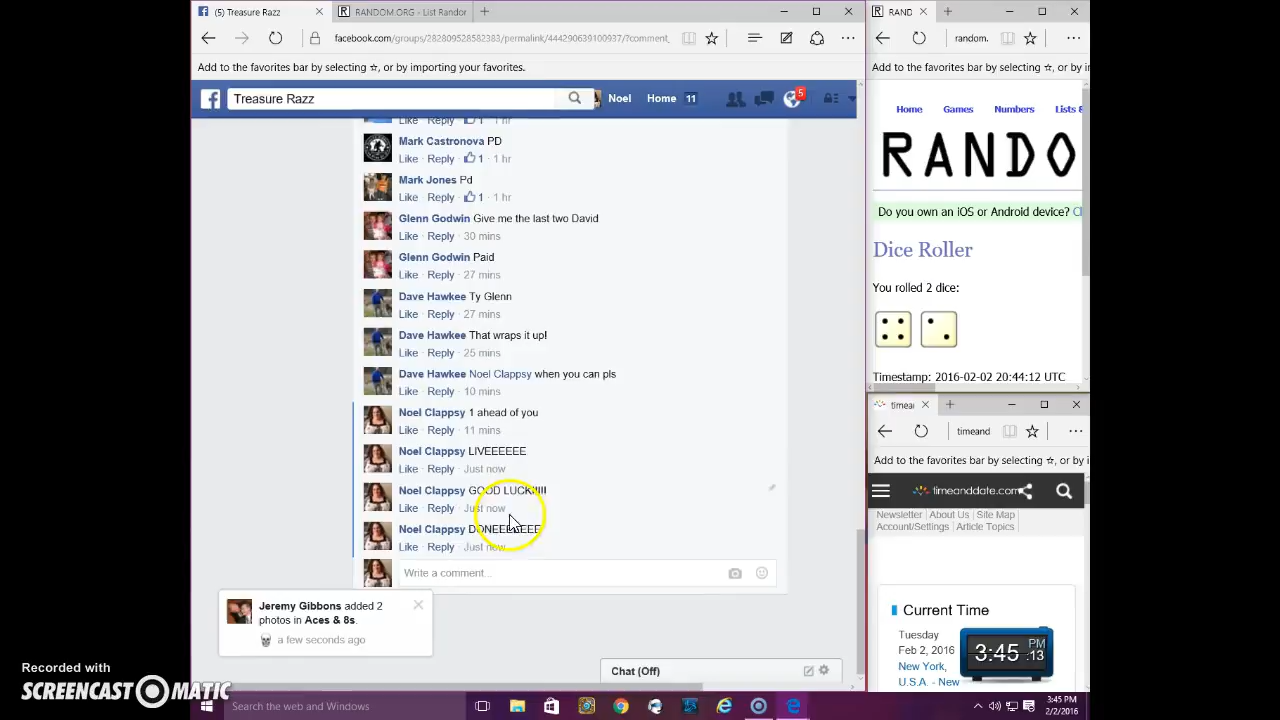 (5) Treasure Razz
RANDOM.ORG - List Randor
facebook.com/groups/282809528582383/permalink/444290639100937/?comment_
Add to the favorites bar by selecting ☆, or by importing your favorites.
Treasure Razz
Noel
Home 11
5
Like · Reply · 1 · 1 hr
Mark Castronova PD
Like · Reply · 1 · 1 hr
Mark Jones Pd
Like · Reply · 1 · 1 hr
Glenn Godwin Give me the last two David
Like · Reply · 30 mins
Glenn Godwin Paid
Like · Reply · 27 mins
Dave Hawkee Ty Glenn
Like · Reply · 27 mins
Dave Hawkee That wraps it up!
Like · Reply · 25 mins
Dave Hawkee Noel Clappsy when you can pls
Like · Reply · 10 mins
Noel Clappsy 1 ahead of you
Like · Reply · 11 mins
Noel Clappsy LIVEEEEEE
Like · Reply · Just now
Noel Clappsy GOOD LUCK!!!!!
Like · Reply · Just now
Noel Clappsy
Like · Reply · Just now
Write a comment...
Jeremy Gibbons added 2
photos in Aces & 8s.
a few seconds ago
Chat (Off)
RAND
random.
Add to the favorites bar by selecting ☆, or by i
Home Games Numbers Lists &
RANDO
Do you own an iOS or Android device? Cl
Dice Roller
You rolled 2 dice:
Timestamp: 2016-02-02 20:44:12 UTC
timea
timeand
Add to the favorites bar by selecting ☆, or by i
timeanddate.com
Newsletter | About Us | Site Map
Account/Settings | Article Topics
Current Time
Tuesday
Feb 2, 2016
New York,
U.S.A. - New
3:45 PM :13
Recorded with
SCREENCAST MATIC
Search the web and Windows
3:45 PM
2/2/2016